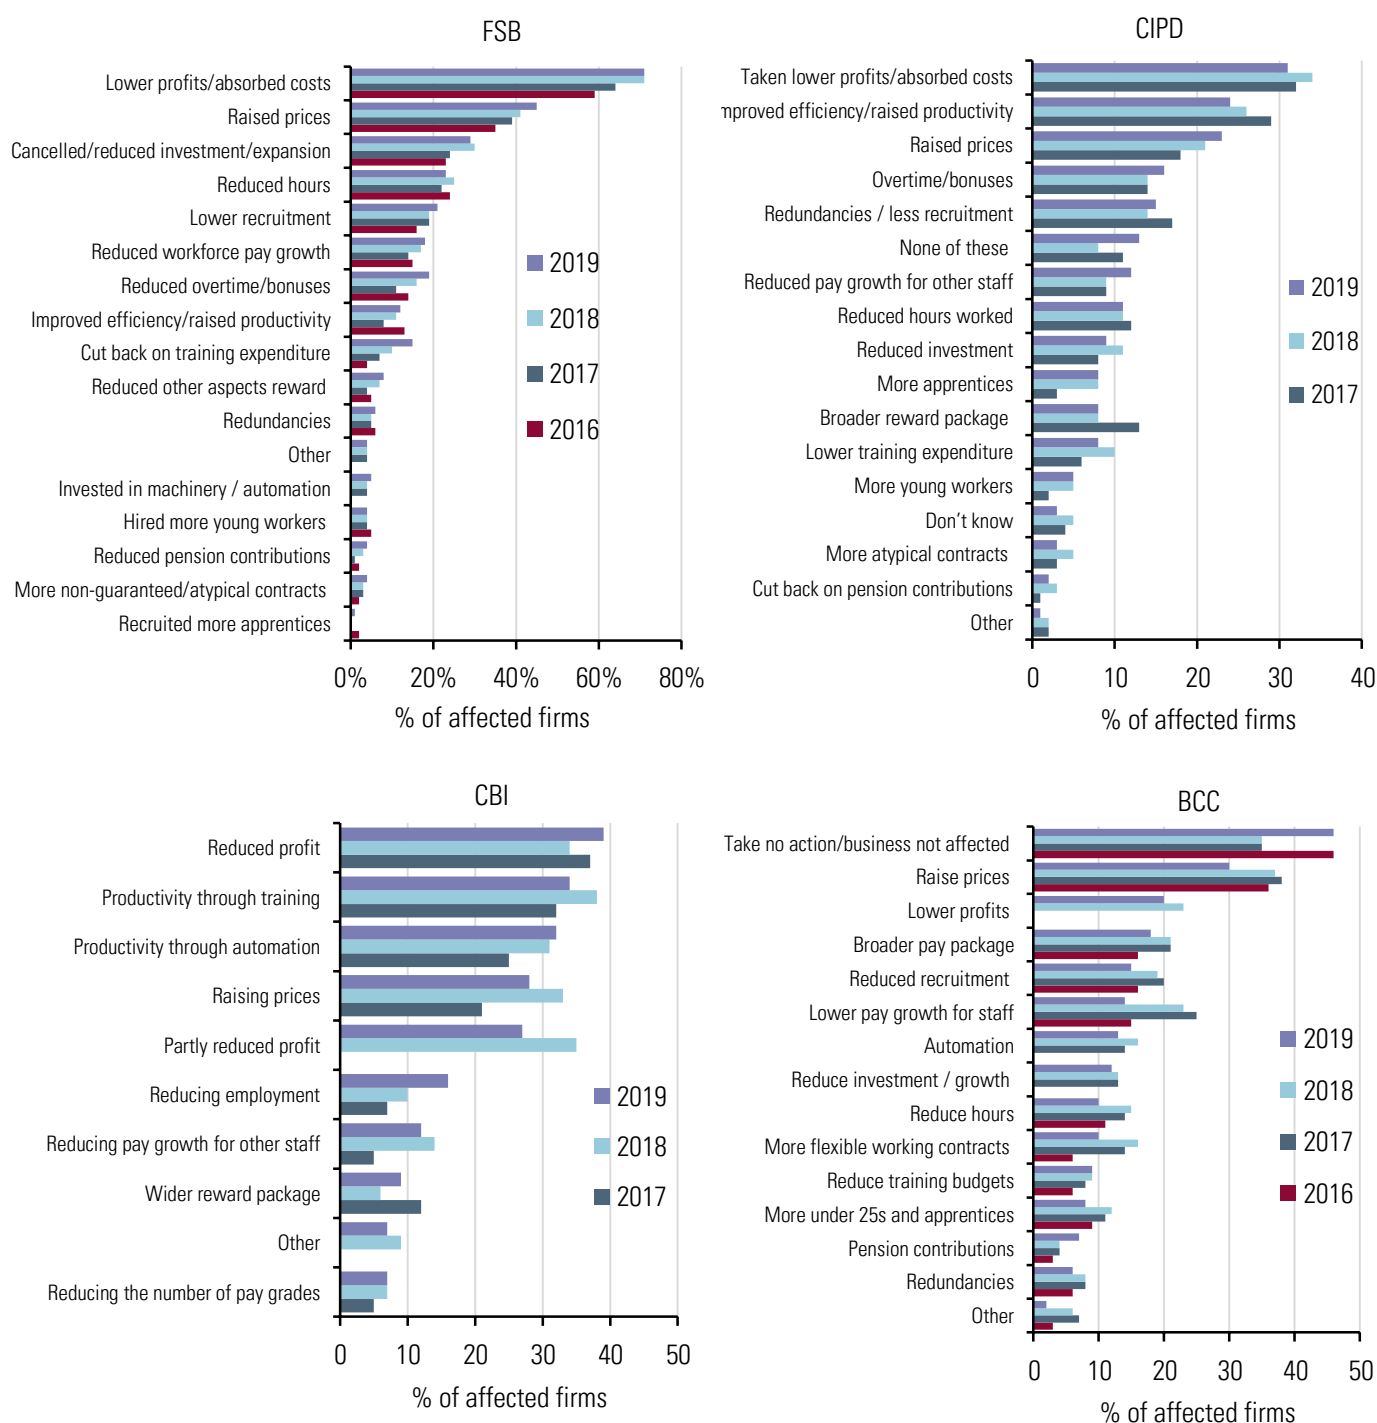 FSB
Lower profits/absorbed costs
Raised prices
Cancelled/reduced investment/expansion
Reduced hours
Lower recruitment
Reduced workforce pay growth
Reduced overtime/bonuses
Improved efficiency/raised productivity
Cut back on training expenditure
Reduced other aspects reward
Redundancies
Other
Invested in machinery / automation
Hired more young workers
Reduced pension contributions
More non-guaranteed/atypical contracts
Recruited more apprentices
2019
2018
2017
2016
0% 20% 40% 60% 80%
% of affected firms
CIPD
Taken lower profits/absorbed costs
mproved efficiency/raised productivity
Raised prices
Overtime/bonuses
Redundancies / less recruitment
None of these
Reduced pay growth for other staff
Reduced hours worked
Reduced investment
More apprentices
Broader reward package
Lower training expenditure
More young workers
Don't know
More atypical contracts
Cut back on pension contributions
Other
2019
2018
2017
0 10 20 30 40
% of affected firms
CBI
Reduced profit
Productivity through training
Productivity through automation
Raising prices
Partly reduced profit
Reducing employment
Reducing pay growth for other staff
Wider reward package
Other
Reducing the number of pay grades
2019
2018
2017
0 10 20 30 40 50
% of affected firms
BCC
Take no action/business not affected
Raise prices
Lower profits
Broader pay package
Reduced recruitment
Lower pay growth for staff
Automation
Reduce investment / growth
Reduce hours
More flexible working contracts
Reduce training budgets
More under 25s and apprentices
Pension contributions
Redundancies
Other
2019
2018
2017
2016
0 10 20 30 40 50
% of affected firms